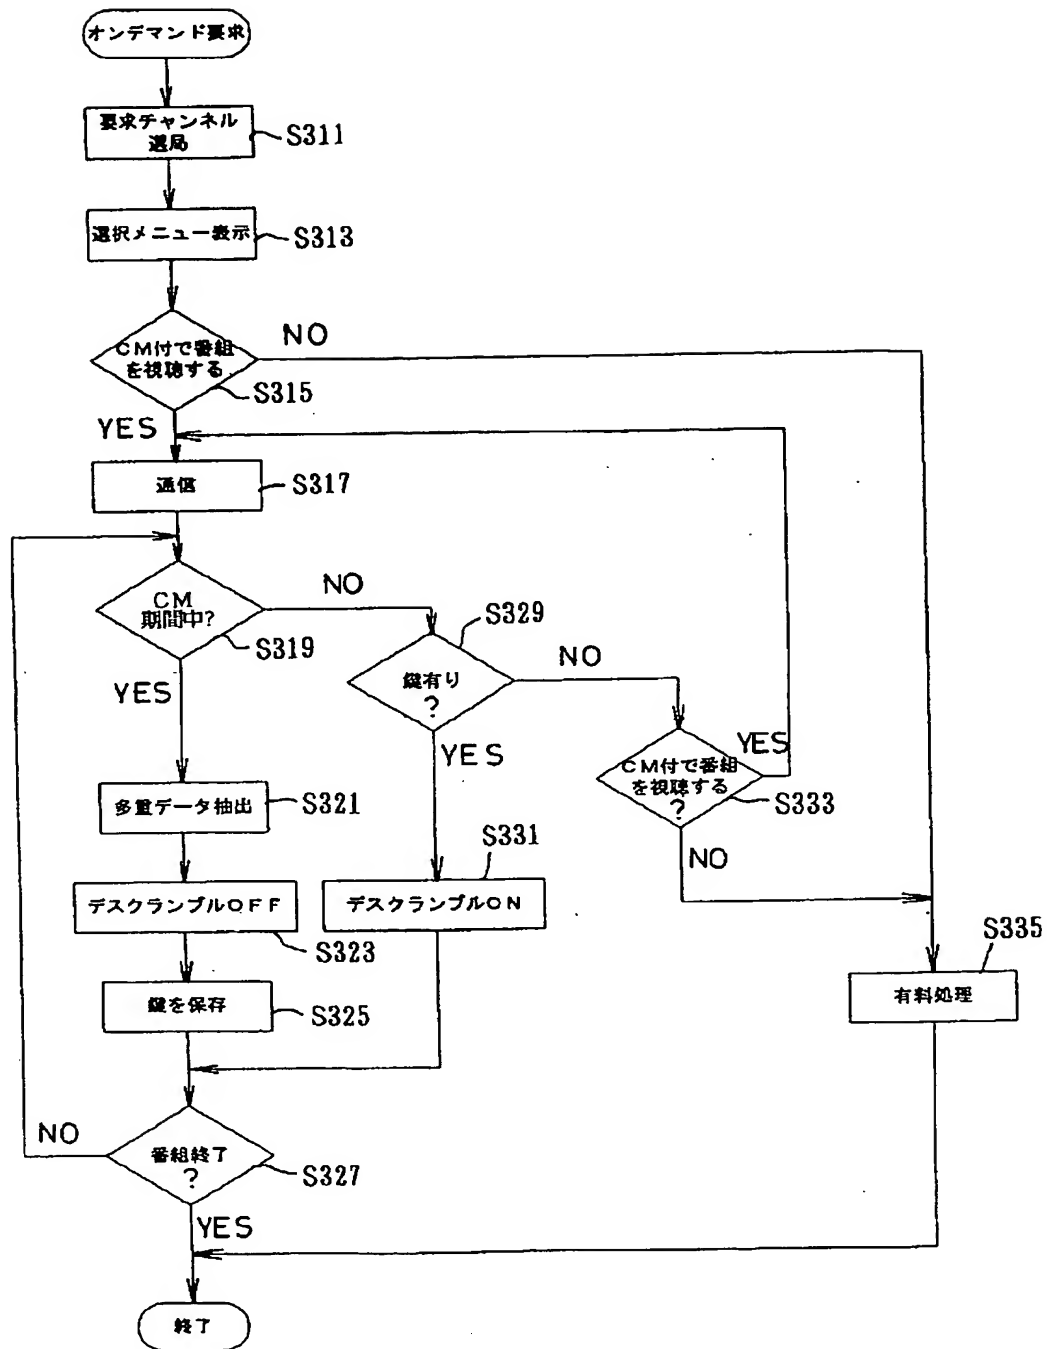 オンデマンド要求
要求チャンネル
選局
S311
選択メニュー表示
S313
CM付で番組
を視聴する
S315
NO
YES
通信
S317
CM
期間中?
S319
NO
YES
S329
鍵有り
?
NO
YES
CM付で番組
を視聴する
?
S333
YES
NO
多重データ抽出
S321
S331
デスクランブルOFF
S323
デスクランブルON
鍵を保存
S325
S335
有料処理
番組終了
?
S327
NO
YES
終了